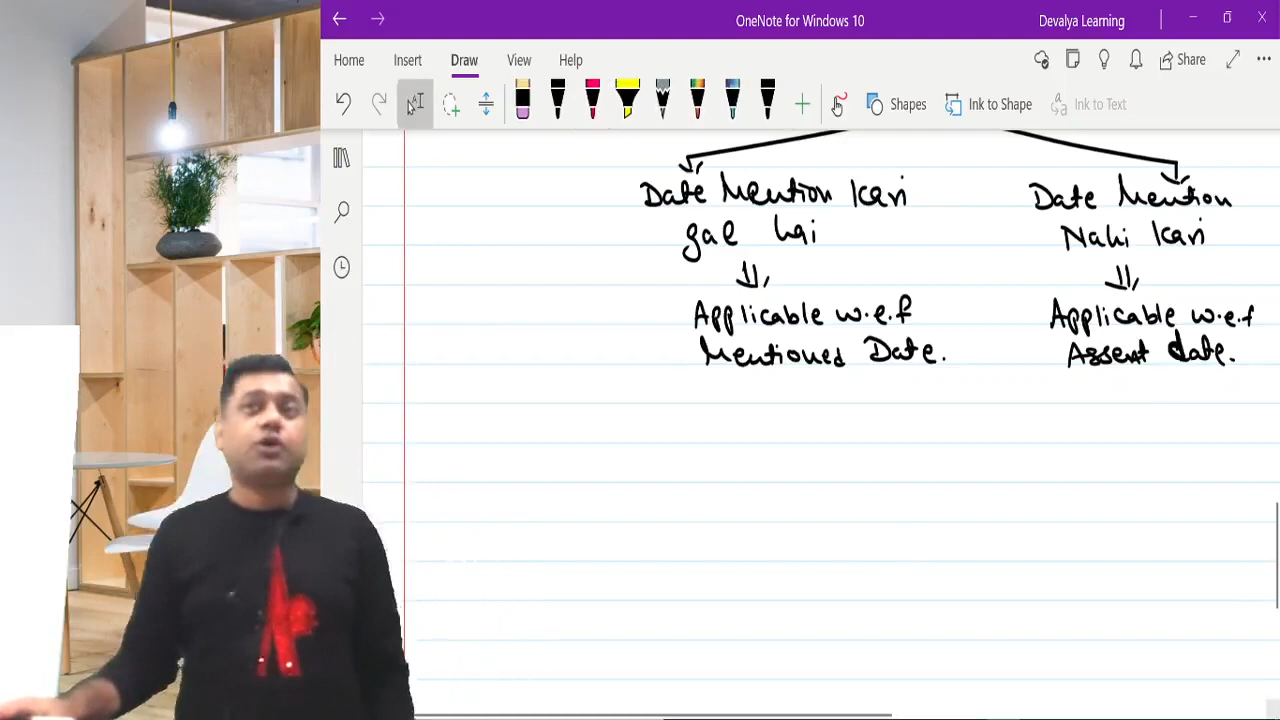 OneNote for Windows 10
Devalya Learning
Home Insert Draw View Help
Share
Shapes
Ink to Shape
Ink to Text
Date Mention Kari
gae hai
Applicable w.e.f
Mentioned Date.
Date Mention
Nahi Kari
Applicable w.e.f
Assent date.